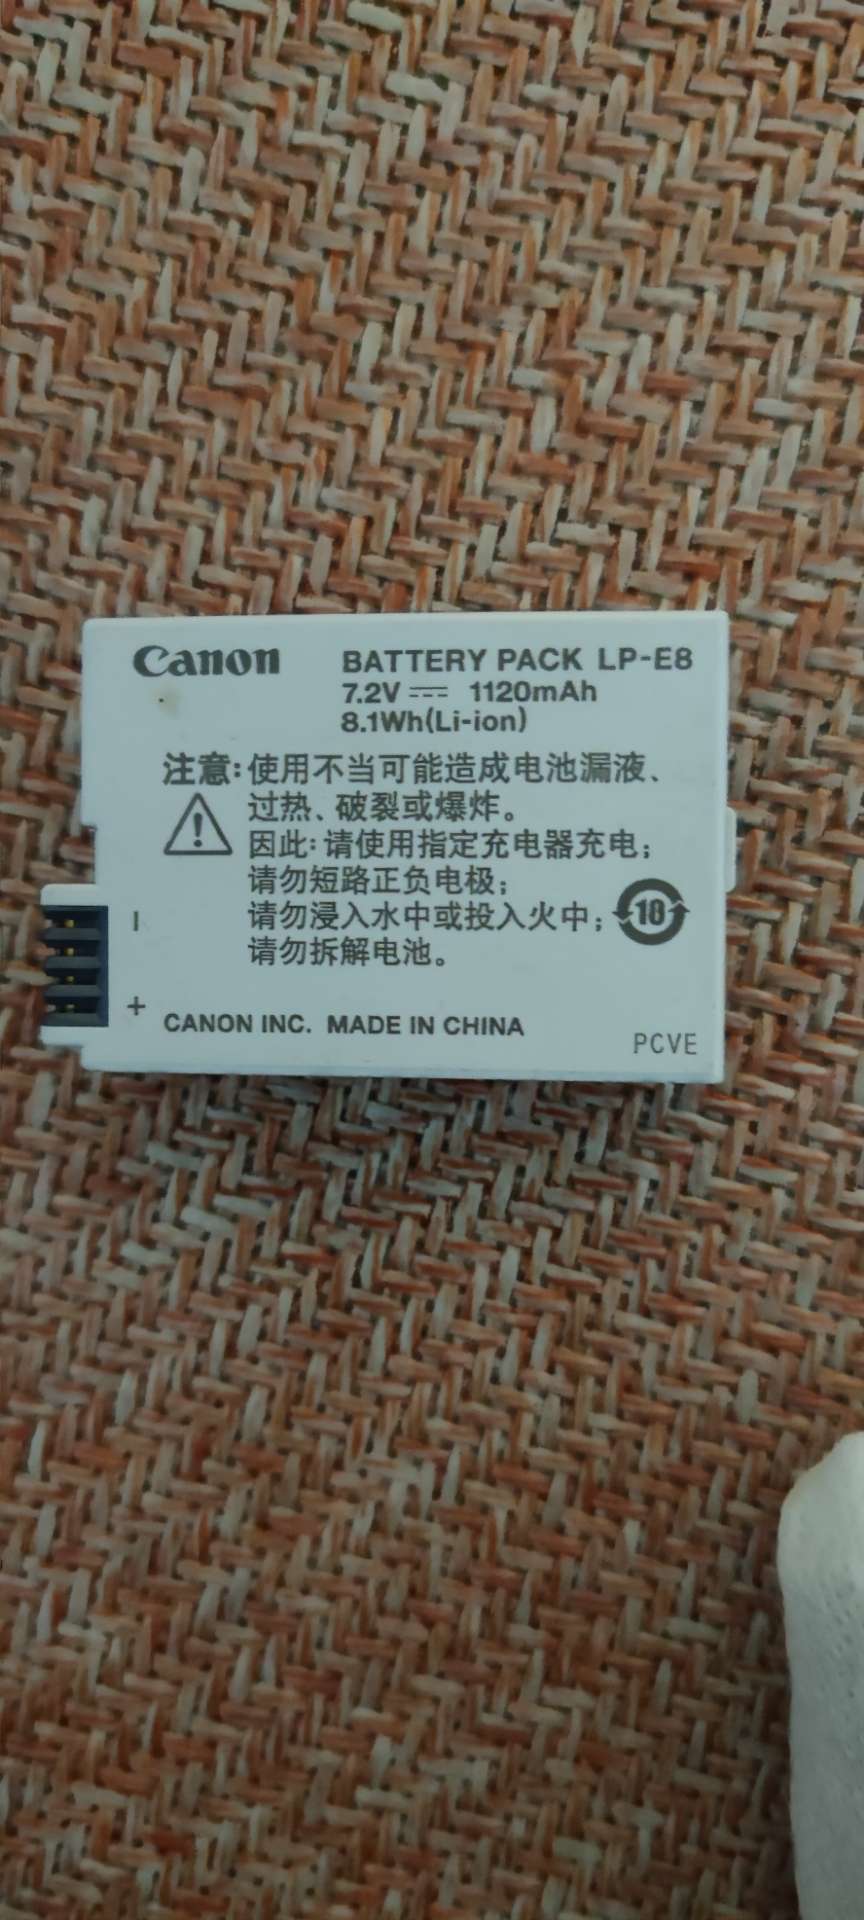 Canon
BATTERY PACK LP-E8
7.2V ⎓ 1120mAh
8.1Wh(Li-ion)
注意:使用不当可能造成电池漏液、
过热、破裂或爆炸。
因此:请使用指定充电器充电;
请勿短路正负电极;
请勿浸入水中或投入火中;
请勿拆解电池。
10
−
+
CANON INC. MADE IN CHINA
PCVE